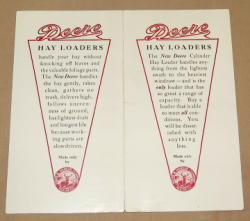 Deere
HAY LOADERS
handle your hay without
knocking off leaves and
the valuable foliage parts.
The New Deere handles
the hay gently, rakes
clean, gathers no
trash, delivers high,
follows uneven-
ness of ground,
has lightest draft
and longest life
because work-
ing parts are
slow driven.
Made only
by
Deere
HAY LOADERS
The New Deere Cylinder
Hay Loader handles any-
thing from the lightest
swath to the heaviest
windrow—and is the
only loader that has
so great a range of
capacity. Buy a
loader that is able
to meet all con-
ditions. You
will be dissat-
isfied with
anything
less.
Made only
by